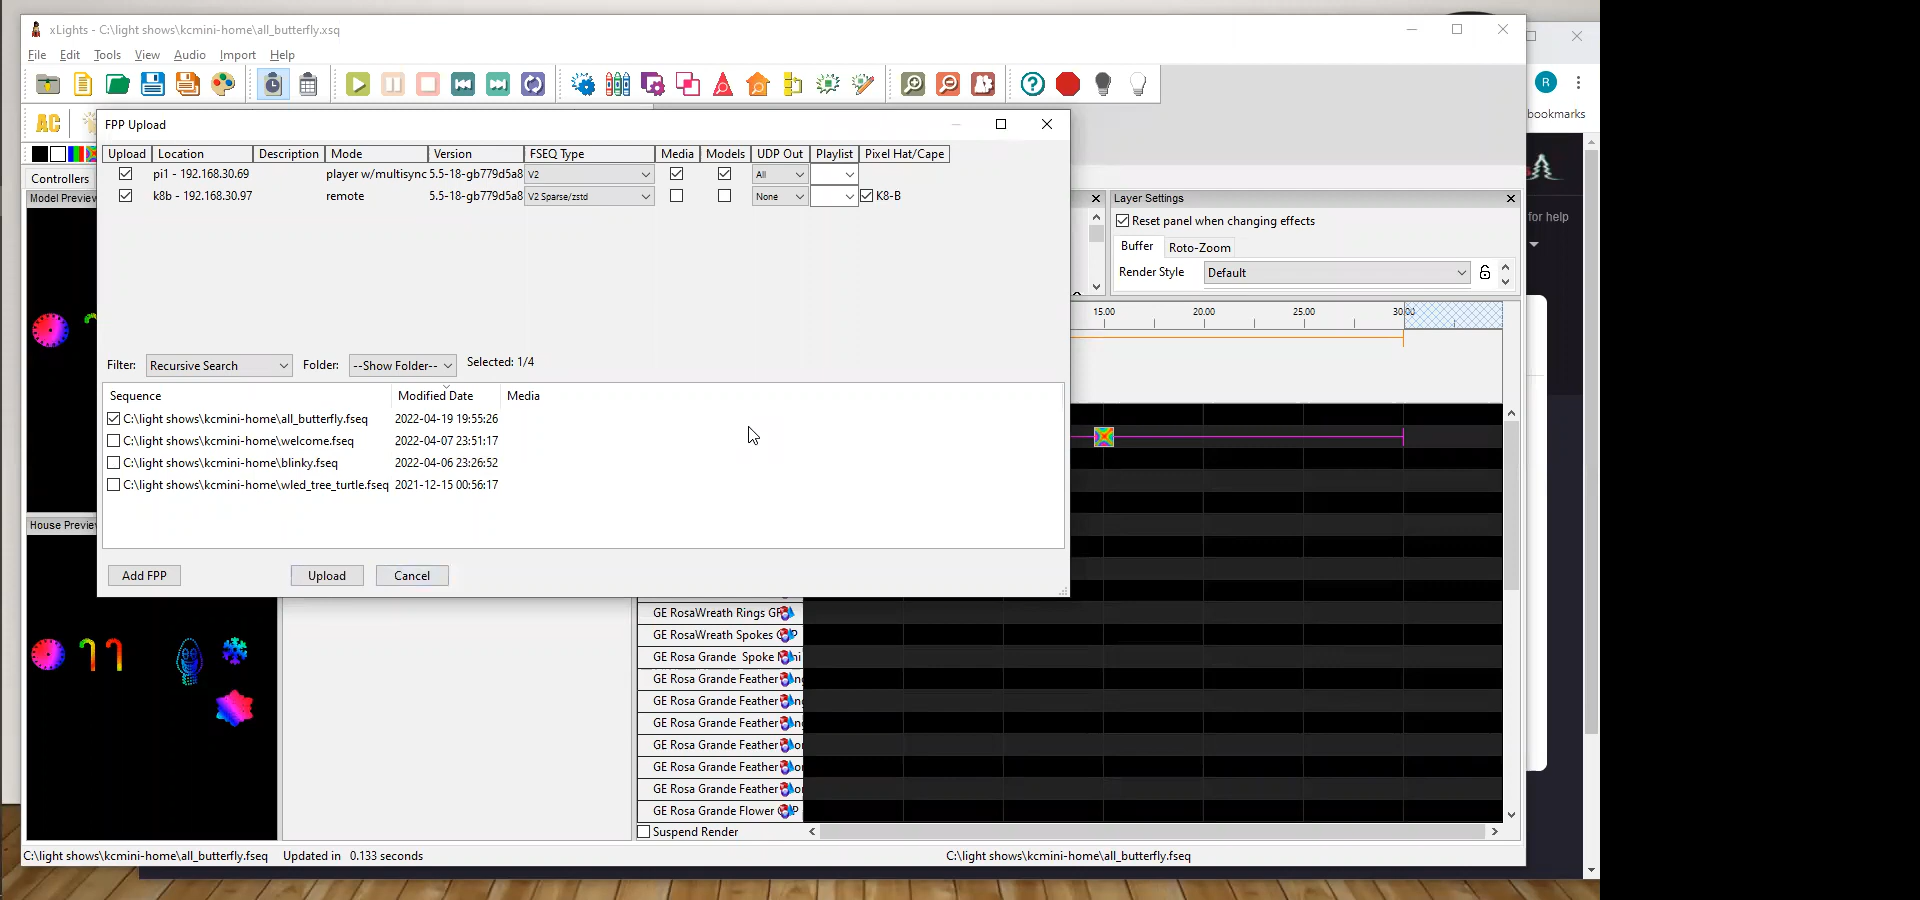 xLights - C:\light shows\kcmini-home\all_butterfly.xsq
File Edit Tools View Audio Import Help
R
bookmarks
AC
FPP Upload
Upload Location Description Mode Version FSEQ Type Media Models UDP Out Playlist Pixel Hat/Cape
pi1 - 192.168.30.69 player w/multisync 5.5-18-gb779d5a8 V2 All
k8b - 192.168.30.97 remote 5.5-18-gb779d5a8 V2 Sparse/zstd None K8-B
Controllers
Model Preview
Layer Settings
Reset panel when changing effects
for help
Buffer Roto-Zoom
Render Style Default
15.00 20.00 25.00 30.00
Filter: Recursive Search Folder: --Show Folder-- Selected: 1/4
Sequence Modified Date Media
C:\light shows\kcmini-home\all_butterfly.fseq 2022-04-19 19:55:26
C:\light shows\kcmini-home\welcome.fseq 2022-04-07 23:51:17
C:\light shows\kcmini-home\blinky.fseq 2022-04-06 23:26:52
C:\light shows\kcmini-home\wled_tree_turtle.fseq 2021-12-15 00:56:17
House Preview
Add FPP Upload Cancel
GE RosaWreath Rings
GE RosaWreath Spokes
GE Rosa Grande Spoke
GE Rosa Grande Feather
GE Rosa Grande Feather
GE Rosa Grande Feather
GE Rosa Grande Feather
GE Rosa Grande Feather
GE Rosa Grande Feather
GE Rosa Grande Flower
Suspend Render
C:\light shows\kcmini-home\all_butterfly.fseq Updated in 0.133 seconds C:\light shows\kcmini-home\all_butterfly.fseq